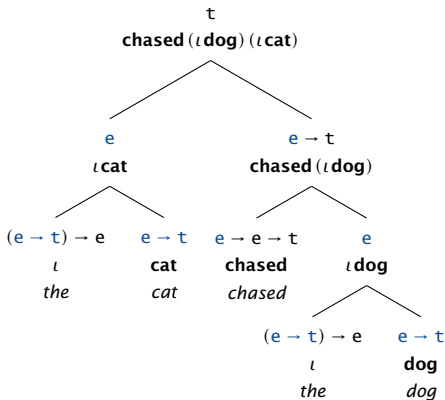 t
chased (ιdog) (ιcat)
e
e → t
ιcat
chased (ιdog)
(e → t) → e
e → t
e → e → t
e
ι
cat
chased
ιdog
the
cat
chased
(e → t) → e
e → t
ι
dog
the
dog